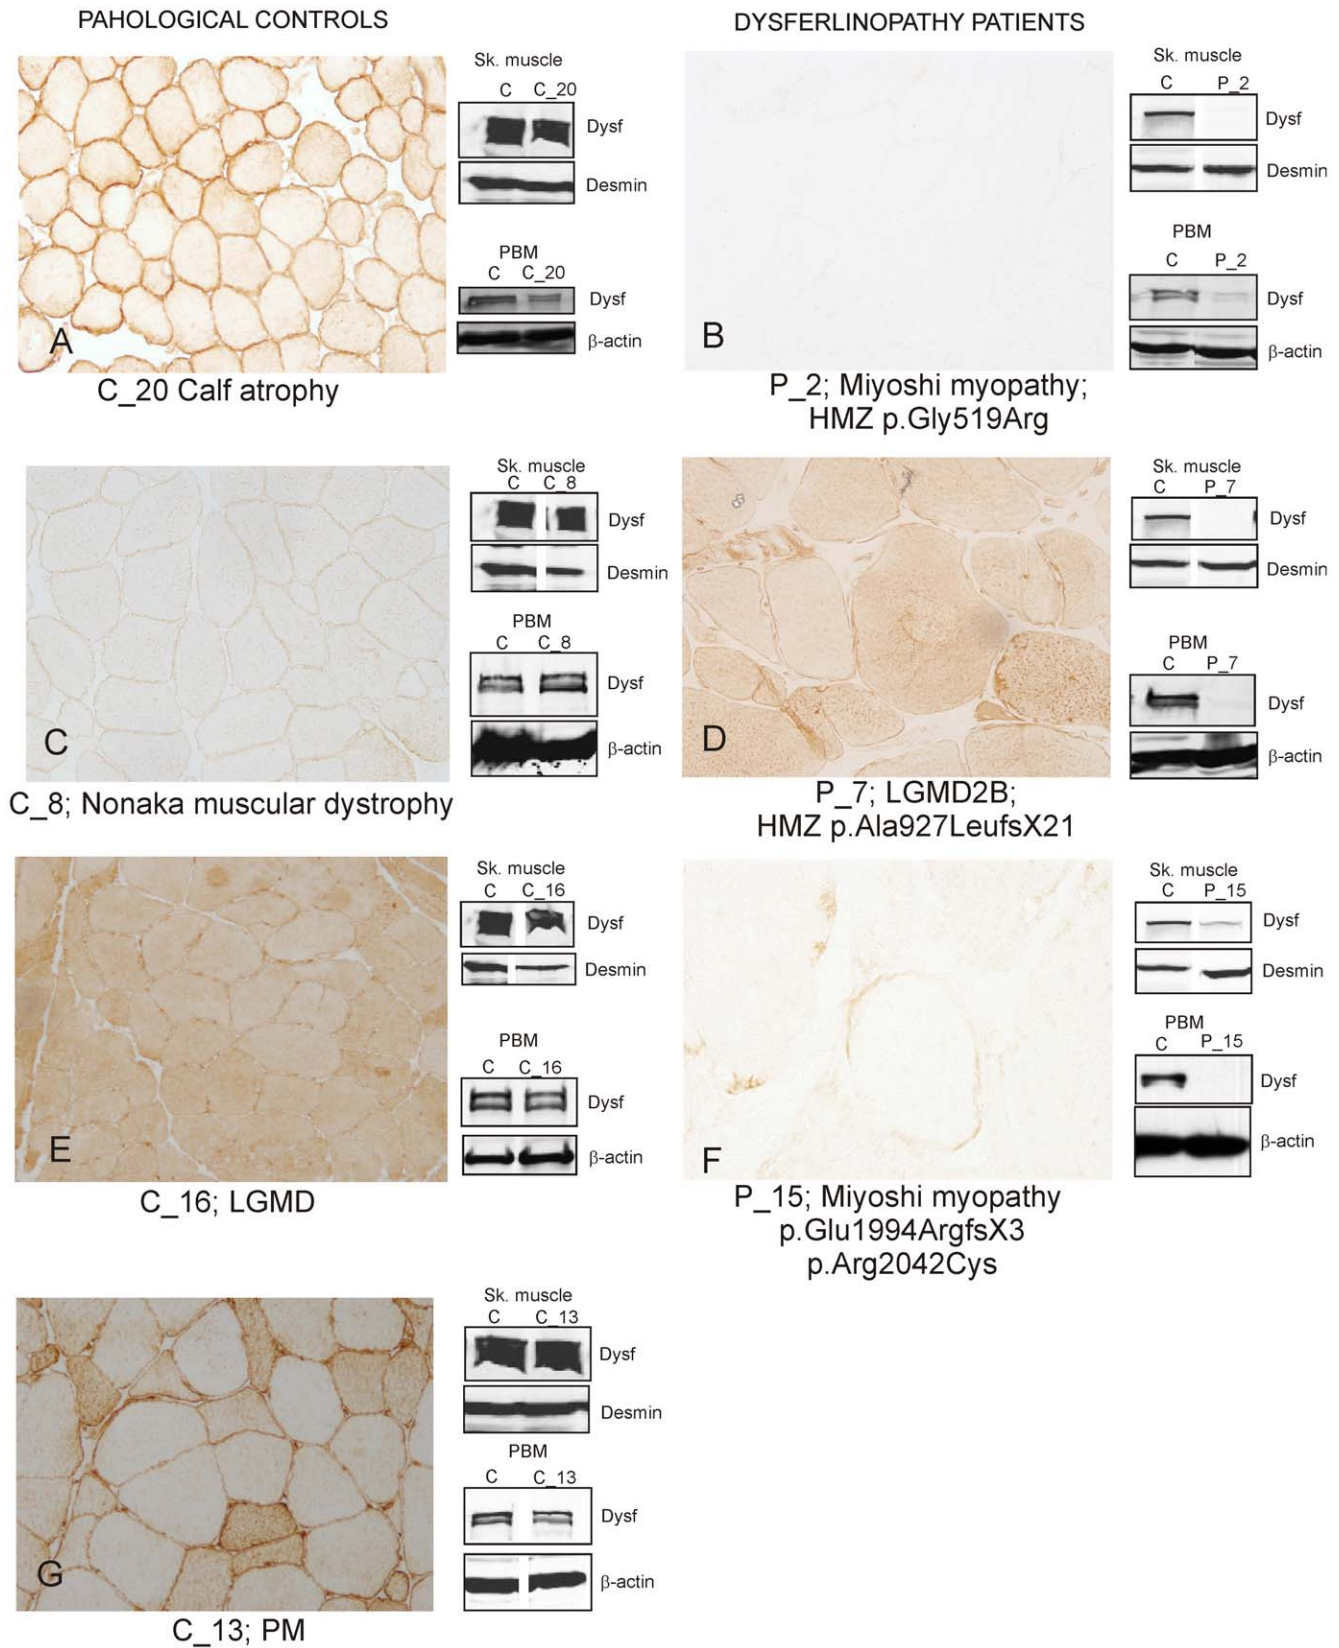 PAHOLOGICAL CONTROLS
DYSFERLINOPATHY PATIENTS
Sk. muscle
C C_20
Dysf
Desmin
PBM
C C_20
Dysf
β-actin
A
C_20 Calf atrophy
Sk. muscle
C P_2
Dysf
Desmin
PBM
C P_2
Dysf
β-actin
B
P_2; Miyoshi myopathy;
HMZ p.Gly519Arg
Sk. muscle
C C_8
Dysf
Desmin
PBM
C C_8
Dysf
β-actin
C
C_8; Nonaka muscular dystrophy
Sk. muscle
C P_7
Dysf
Desmin
PBM
C P_7
Dysf
β-actin
D
P_7; LGMD2B;
HMZ p.Ala927LeufsX21
Sk. muscle
C C_16
Dysf
Desmin
PBM
C C_16
Dysf
β-actin
E
C_16; LGMD
Sk. muscle
C P_15
Dysf
Desmin
PBM
C P_15
Dysf
β-actin
F
P_15; Miyoshi myopathy
p.Glu1994ArgfsX3
p.Arg2042Cys
Sk. muscle
C C_13
Dysf
Desmin
PBM
C C_13
Dysf
β-actin
G
C_13; PM